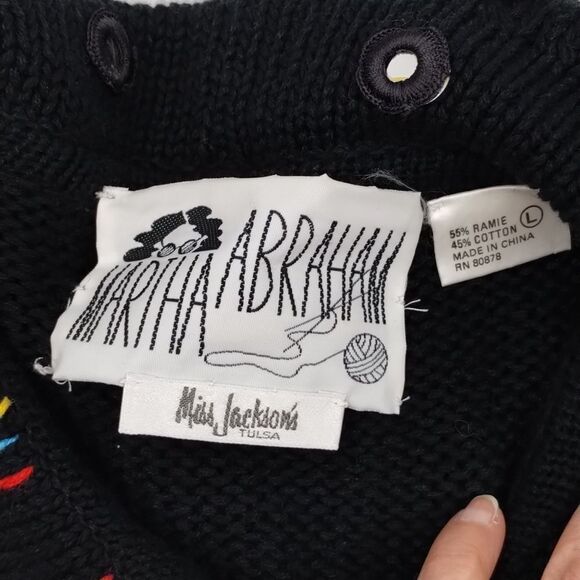 MARTHA ABRAHAM
Miss Jackson's
TULSA
55% RAMIE
45% COTTON
MADE IN CHINA
RN 80878
L